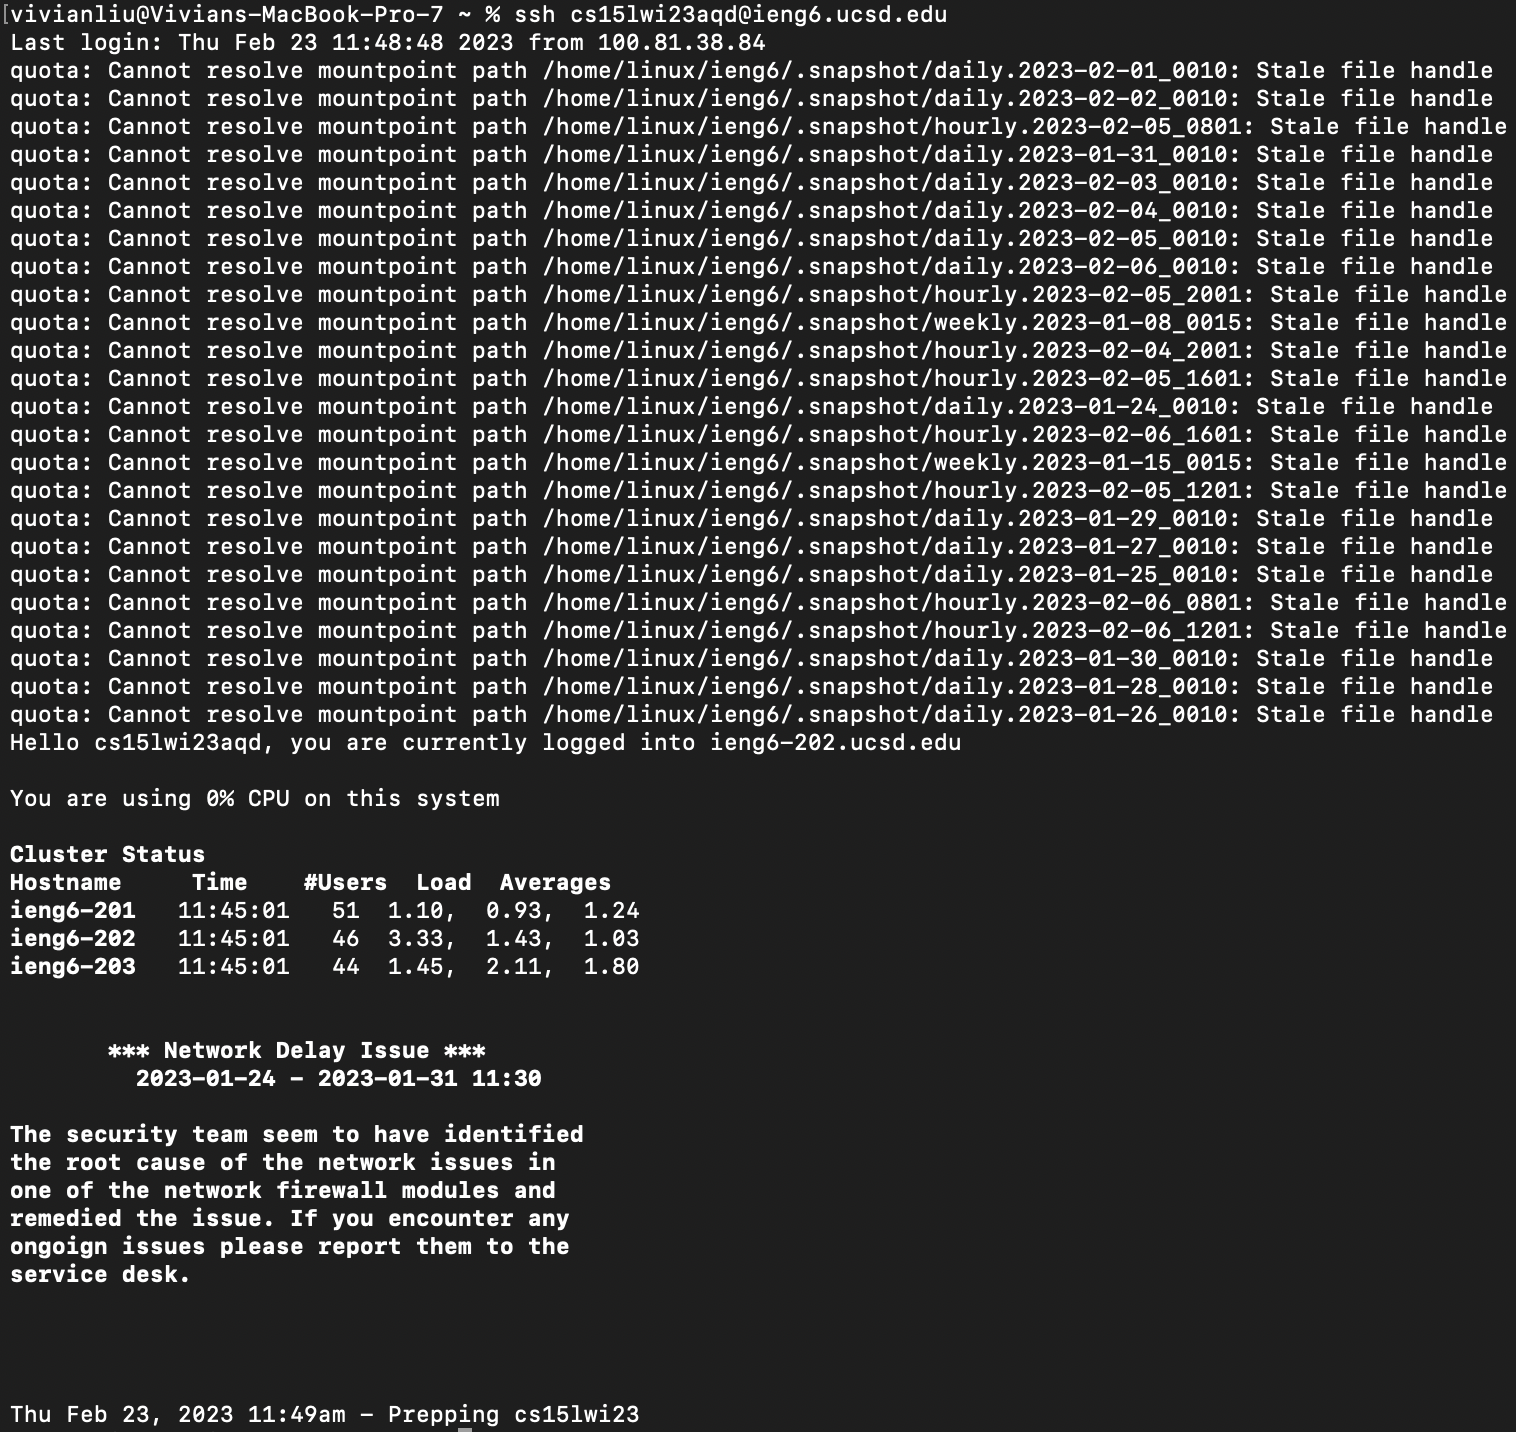 [vivianliu@Vivians-MacBook-Pro-7 ~ % ssh cs15lwi23aqd@ieng6.ucsd.edu
Last login: Thu Feb 23 11:48:48 2023 from 100.81.38.84
quota: Cannot resolve mountpoint path /home/linux/ieng6/.snapshot/daily.2023-02-01_0010: Stale file handle
quota: Cannot resolve mountpoint path /home/linux/ieng6/.snapshot/daily.2023-02-02_0010: Stale file handle
quota: Cannot resolve mountpoint path /home/linux/ieng6/.snapshot/hourly.2023-02-05_0801: Stale file handle
quota: Cannot resolve mountpoint path /home/linux/ieng6/.snapshot/daily.2023-01-31_0010: Stale file handle
quota: Cannot resolve mountpoint path /home/linux/ieng6/.snapshot/daily.2023-02-03_0010: Stale file handle
quota: Cannot resolve mountpoint path /home/linux/ieng6/.snapshot/daily.2023-02-04_0010: Stale file handle
quota: Cannot resolve mountpoint path /home/linux/ieng6/.snapshot/daily.2023-02-05_0010: Stale file handle
quota: Cannot resolve mountpoint path /home/linux/ieng6/.snapshot/daily.2023-02-06_0010: Stale file handle
quota: Cannot resolve mountpoint path /home/linux/ieng6/.snapshot/hourly.2023-02-05_2001: Stale file handle
quota: Cannot resolve mountpoint path /home/linux/ieng6/.snapshot/weekly.2023-01-08_0015: Stale file handle
quota: Cannot resolve mountpoint path /home/linux/ieng6/.snapshot/hourly.2023-02-04_2001: Stale file handle
quota: Cannot resolve mountpoint path /home/linux/ieng6/.snapshot/hourly.2023-02-05_1601: Stale file handle
quota: Cannot resolve mountpoint path /home/linux/ieng6/.snapshot/daily.2023-01-24_0010: Stale file handle
quota: Cannot resolve mountpoint path /home/linux/ieng6/.snapshot/hourly.2023-02-06_1601: Stale file handle
quota: Cannot resolve mountpoint path /home/linux/ieng6/.snapshot/weekly.2023-01-15_0015: Stale file handle
quota: Cannot resolve mountpoint path /home/linux/ieng6/.snapshot/hourly.2023-02-05_1201: Stale file handle
quota: Cannot resolve mountpoint path /home/linux/ieng6/.snapshot/daily.2023-01-29_0010: Stale file handle
quota: Cannot resolve mountpoint path /home/linux/ieng6/.snapshot/daily.2023-01-27_0010: Stale file handle
quota: Cannot resolve mountpoint path /home/linux/ieng6/.snapshot/daily.2023-01-25_0010: Stale file handle
quota: Cannot resolve mountpoint path /home/linux/ieng6/.snapshot/hourly.2023-02-06_0801: Stale file handle
quota: Cannot resolve mountpoint path /home/linux/ieng6/.snapshot/hourly.2023-02-06_1201: Stale file handle
quota: Cannot resolve mountpoint path /home/linux/ieng6/.snapshot/daily.2023-01-30_0010: Stale file handle
quota: Cannot resolve mountpoint path /home/linux/ieng6/.snapshot/daily.2023-01-28_0010: Stale file handle
quota: Cannot resolve mountpoint path /home/linux/ieng6/.snapshot/daily.2023-01-26_0010: Stale file handle
Hello cs15lwi23aqd, you are currently logged into ieng6-202.ucsd.edu
You are using 0% CPU on this system
Cluster Status
Hostname     Time    #Users  Load  Averages
ieng6-201   11:45:01   51  1.10,  0.93,  1.24
ieng6-202   11:45:01   46  3.33,  1.43,  1.03
ieng6-203   11:45:01   44  1.45,  2.11,  1.80
*** Network Delay Issue ***
2023-01-24 - 2023-01-31 11:30
The security team seem to have identified
the root cause of the network issues in
one of the network firewall modules and
remedied the issue. If you encounter any
ongoign issues please report them to the
service desk.
Thu Feb 23, 2023 11:49am - Prepping cs15lwi23